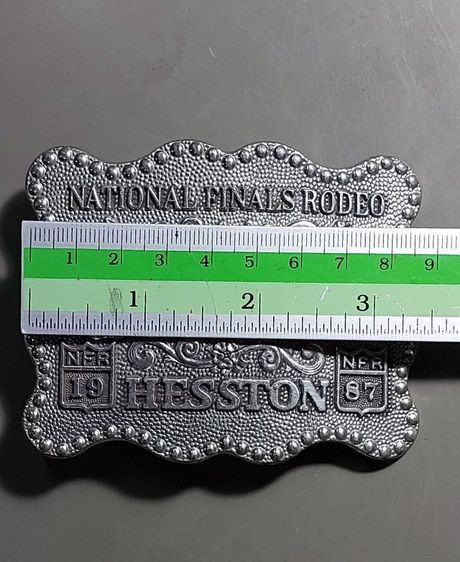 NATIONAL FINALS RODEO
1 2 3 4 5 6 7 8 9
1 2 3
NFR NFR
19 HESSTON 87